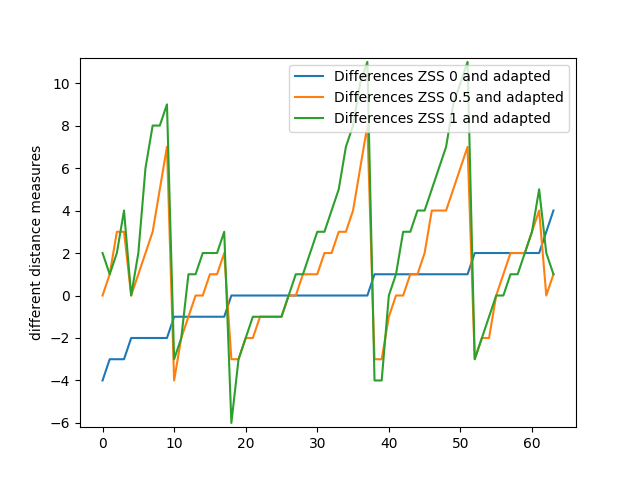 Differences ZSS 0 and adapted
Differences ZSS 0.5 and adapted
Differences ZSS 1 and adapted
different distance measures
10
8
6
4
2
0
−2
−4
−6
0 10 20 30 40 50 60